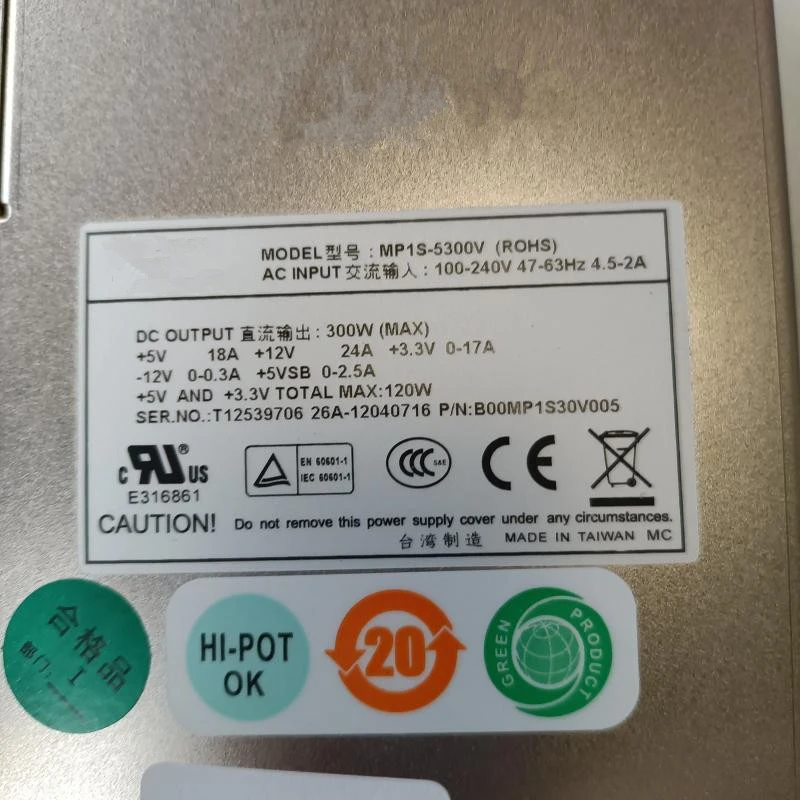 MODEL型号 : MP1S-5300V (ROHS)
AC INPUT 交流输入 : 100-240V 47-63Hz 4.5-2A
DC OUTPUT 直流输出 : 300W (MAX)
+5V 18A +12V 24A +3.3V 0-17A
-12V 0-0.3A +5VSB 0-2.5A
+5V AND +3.3V TOTAL MAX:120W
SER.NO.:T12539706 26A-12040716 P/N:B00MP1S30V005
c RU ® US
E316861
EN 60601-1
IEC 60601-1
CCC S&E
CE
CAUTION! Do not remove this power supply cover under any circumstances.
台湾制造 MADE IN TAIWAN MC
合格品
部门: I
HI-POT
OK
20
GREEN PRODUCT